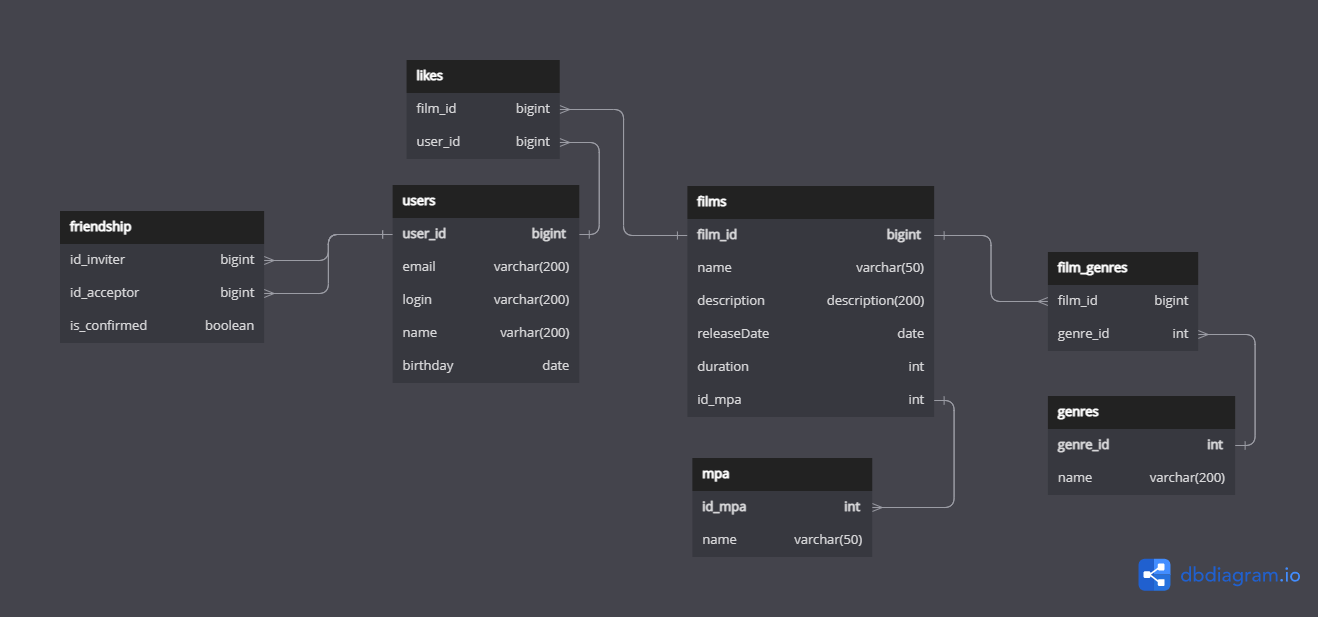 likes
film_id bigint
user_id bigint
users
user_id bigint
email varchar(200)
login varchar(200)
name varhar(200)
birthday date
friendship
id_inviter bigint
id_acceptor bigint
is_confirmed boolean
films
film_id bigint
name varchar(50)
description description(200)
releaseDate date
duration int
id_mpa int
mpa
id_mpa int
name varchar(50)
film_genres
film_id bigint
genre_id int
genres
genre_id int
name varchar(200)
dbdiagram.io